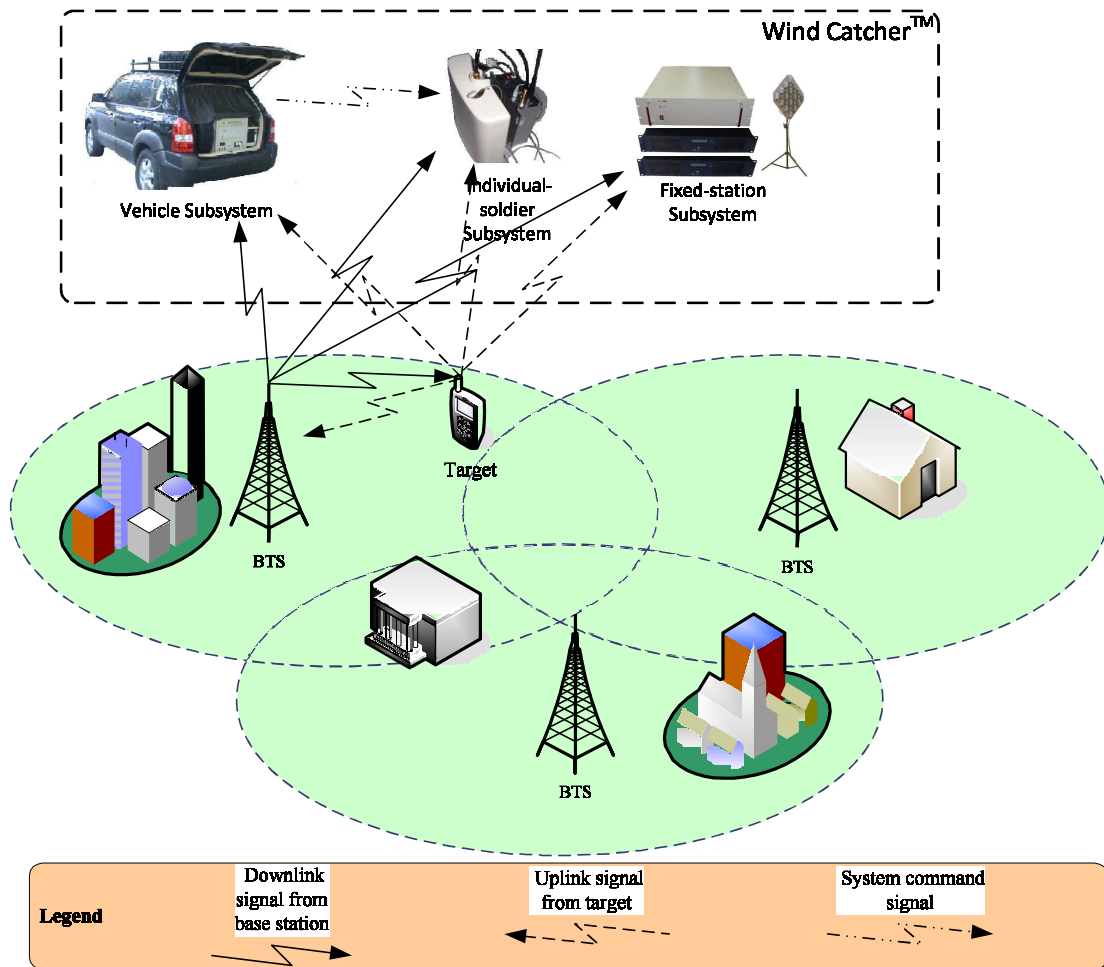 Wind Catcher™
Vehicle Subsystem
Individual-
soldier
Subsystem
Fixed-station
Subsystem
Target
BTS
BTS
BTS
Legend
Downlink
signal from
base station
Uplink signal
from target
System command
signal